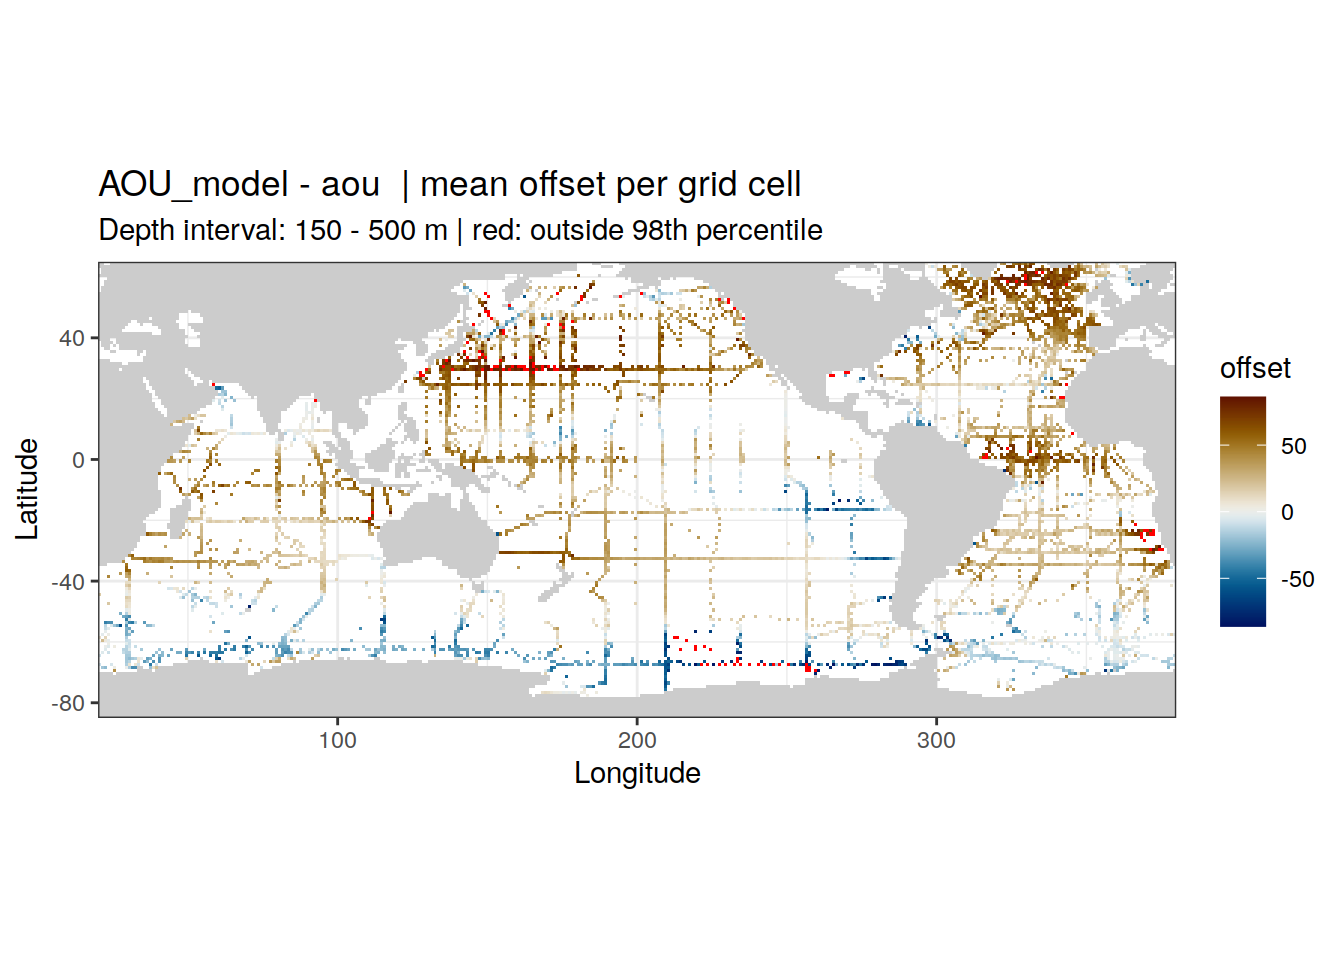 AOU_model - aou  | mean offset per grid cell
Depth interval: 150 - 500 m | red: outside 98th percentile
40
0
-40
-80
Latitude
100
200
300
Longitude
offset
50
0
-50